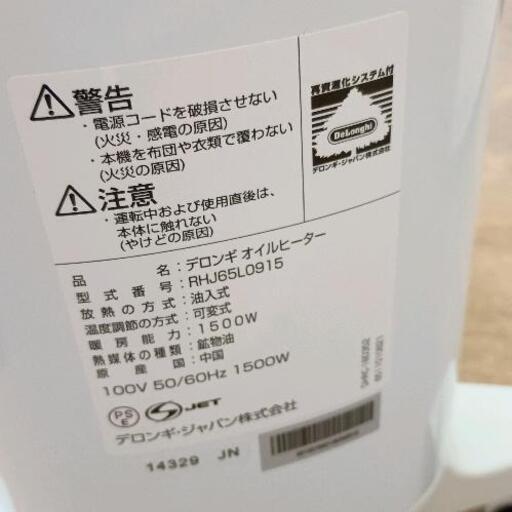 警告
・電源コードを破損させない
(火災・感電の原因)
・本機を布団や衣類で覆わない
(火災の原因)
注意
・運転中および使用直後は、
本体に触れない
(やけどの原因)
再資源化システム付
DeLonghi
デロンギ・ジャパン株式会社
品名：デロンギ オイルヒーター
型式番号：RHJ65L0915
放熱の方式：油入式
温度調節の方式：可変式
暖房能力：1500W
熱媒体の種類：鉱物油
原産国：中国
100V 50/60Hz 1500W
PSE
JET
デロンギ・ジャパン株式会社
14329 JN